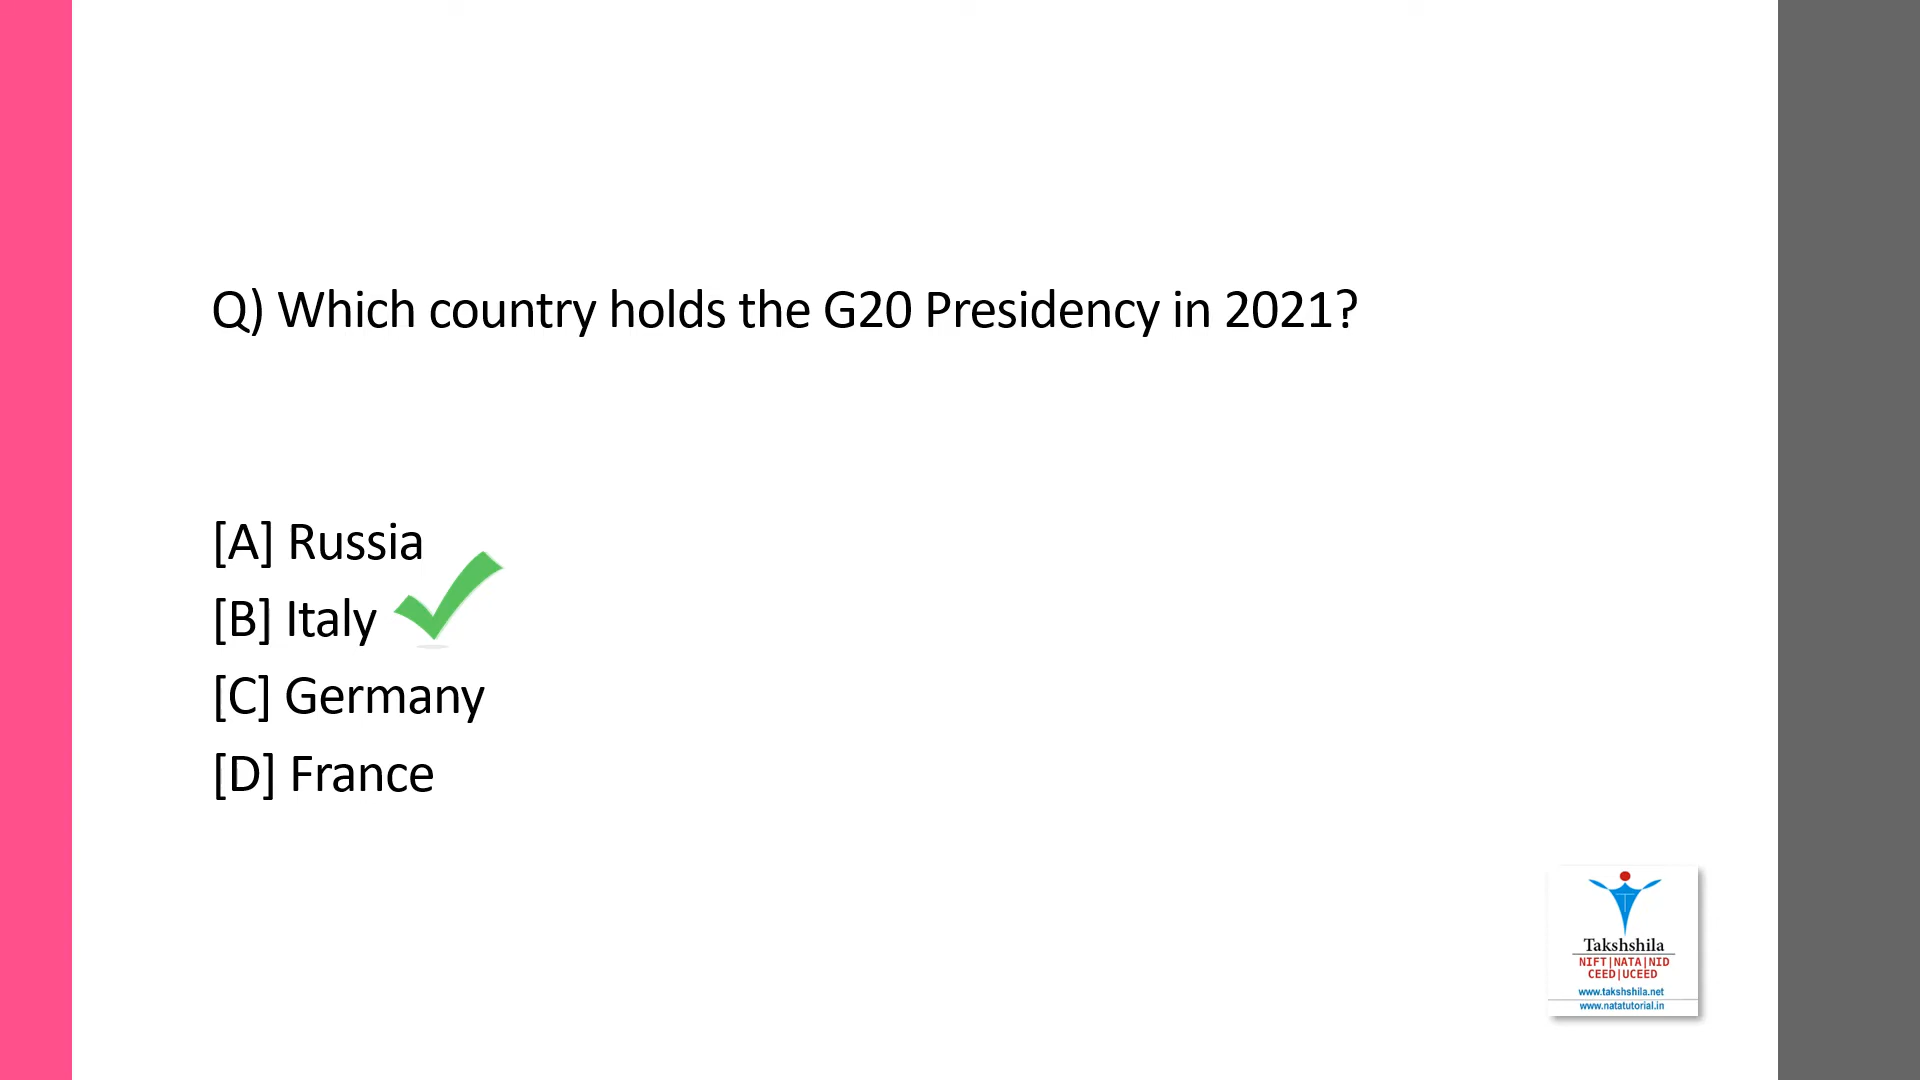 Q) Which country holds the G20 Presidency in 2021?
[A] Russia
[B] Italy
[C] Germany
[D] France
Takshshila
NIFT|NATA|NID
CEED|UCEED
www.takshshila.net
www.natatutorial.in